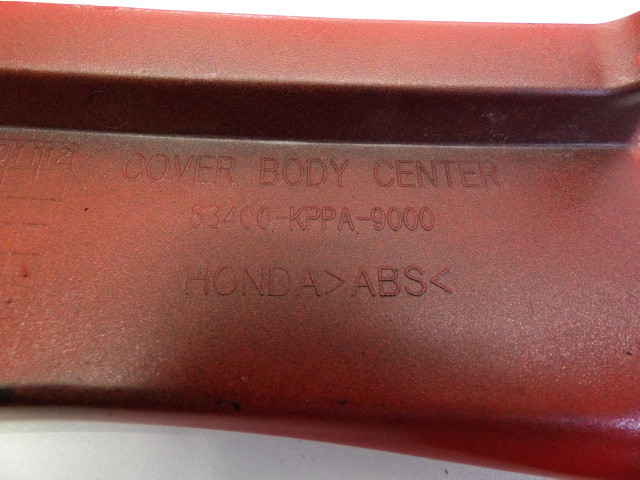 COVER BODY CENTER
83400-KPPA-9000
HONDA>ABS<